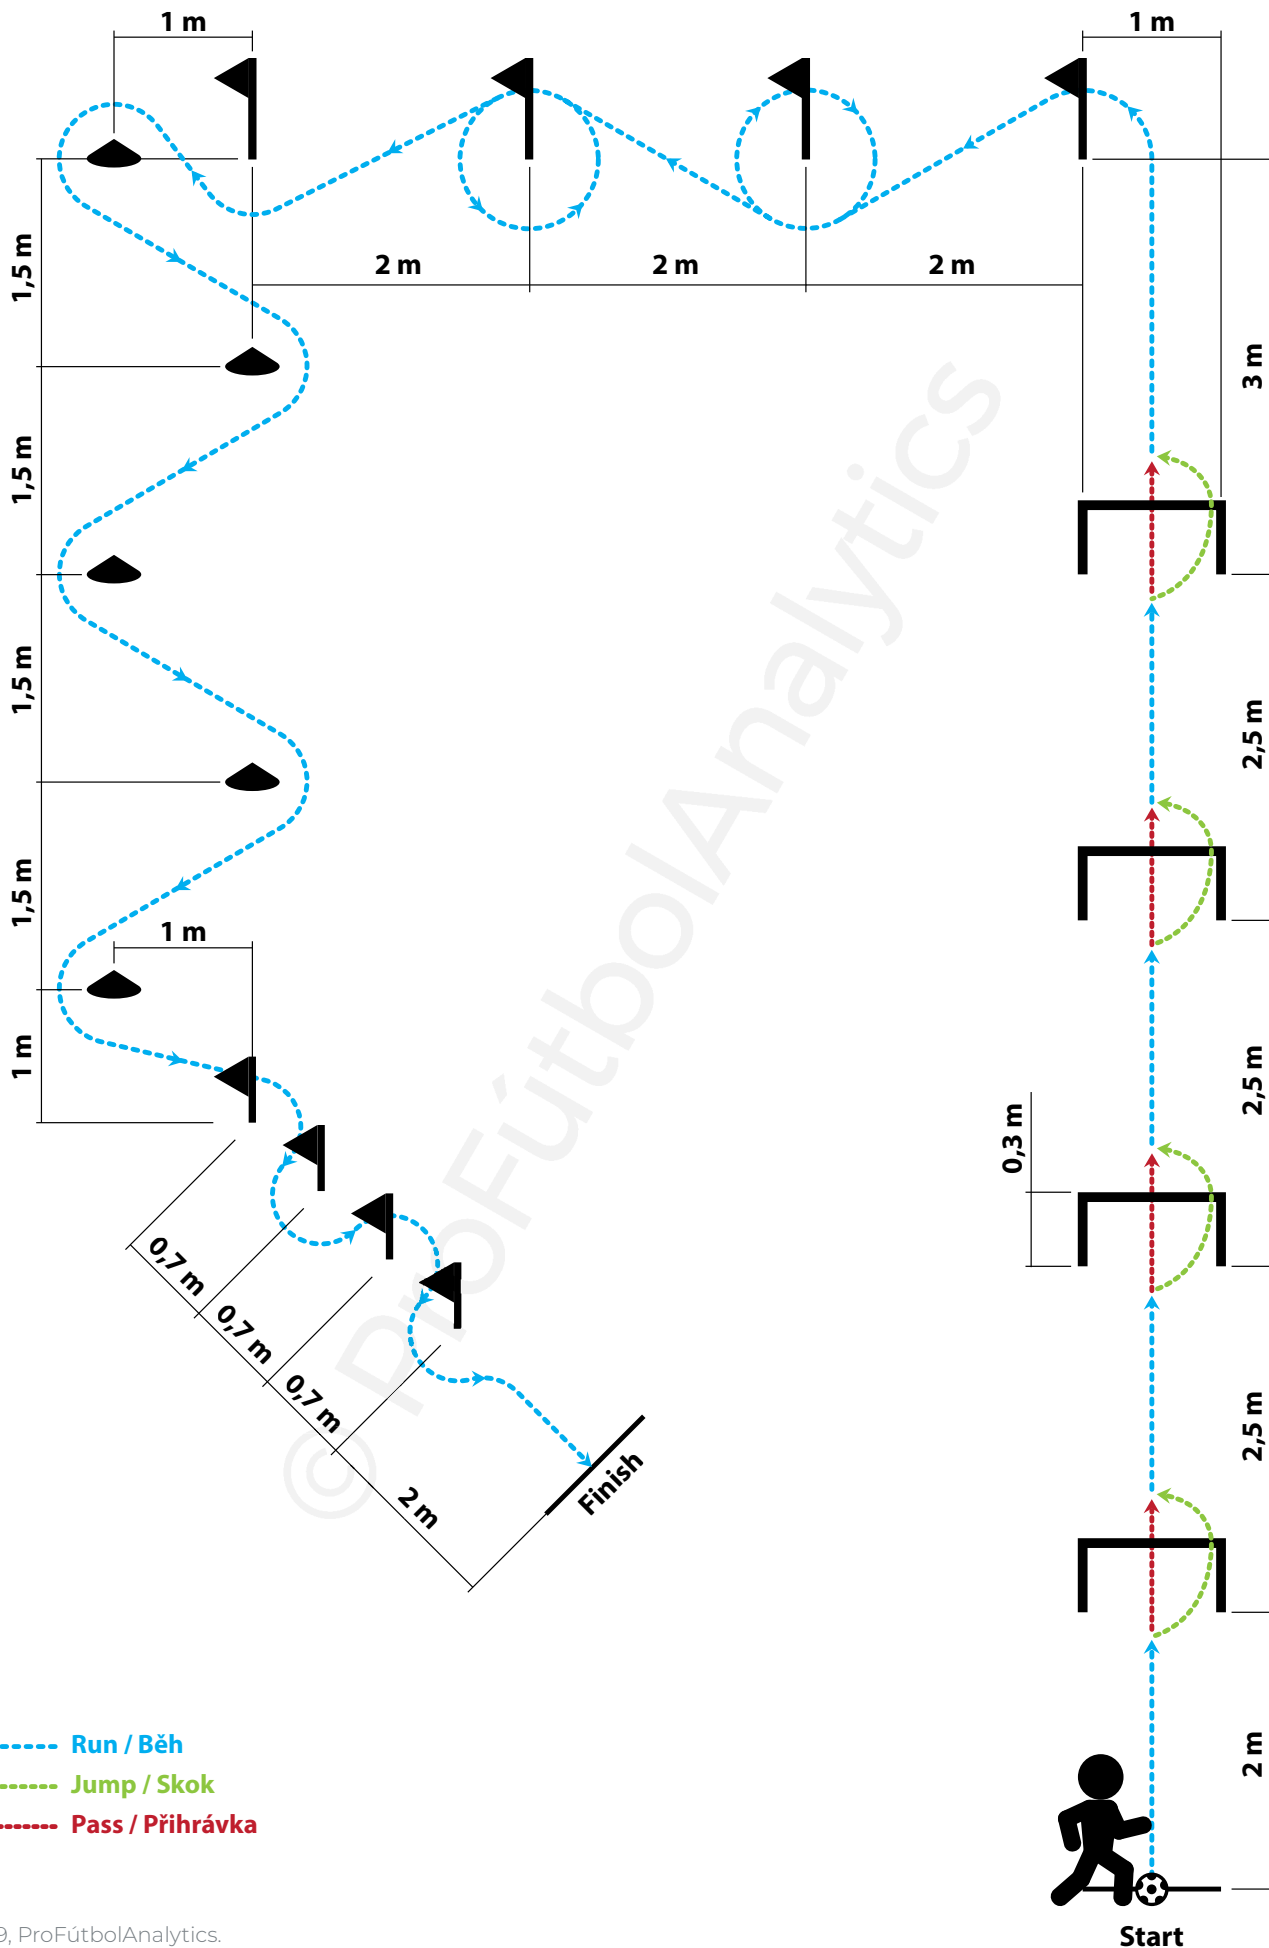 1 m
1 m
2 m
2 m
2 m
1,5 m
1,5 m
1,5 m
1,5 m
1 m
1 m
3 m
2,5 m
2,5 m
2,5 m
2 m
0,3 m
0,7 m
0,7 m
0,7 m
2 m
Finish
© ProFútbolAnalytics
Run / Běh
Jump / Skok
Pass / Přihrávka
Start
9, ProFútbolAnalytics.